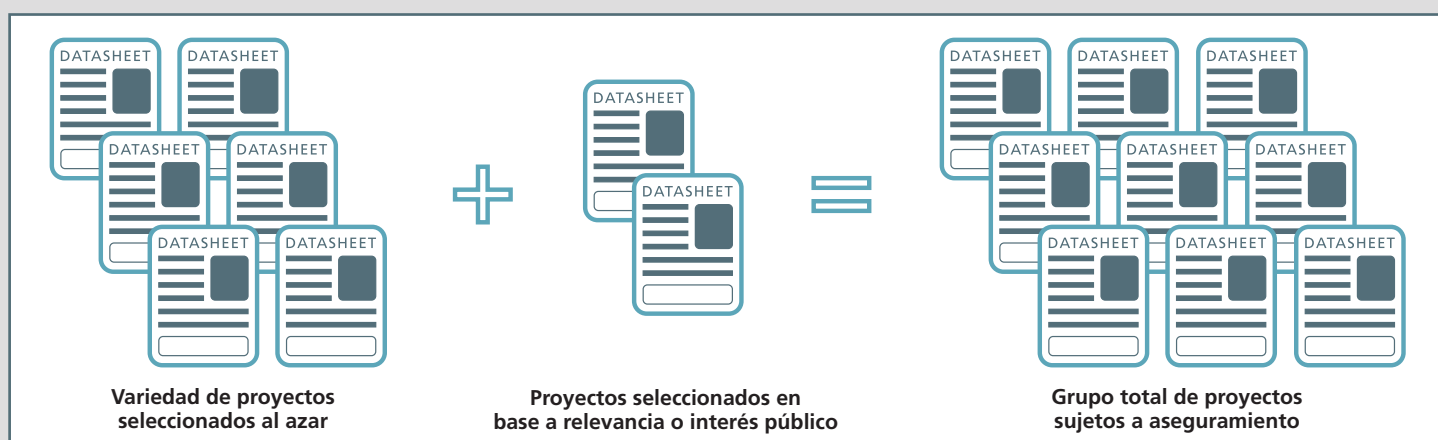 DATASHEET
DATASHEET
DATASHEET
DATASHEET
DATASHEET
DATASHEET
Variedad de proyectos
seleccionados al azar
DATASHEET
DATASHEET
Proyectos seleccionados en
base a relevancia o interés público
DATASHEET
DATASHEET
DATASHEET
DATASHEET
DATASHEET
DATASHEET
DATASHEET
DATASHEET
DATASHEET
Grupo total de proyectos
sujetos a aseguramiento